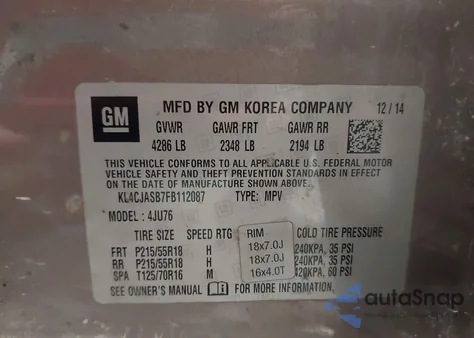 GM
MFD BY GM KOREA COMPANY 12/14
GVWR GAWR FRT GAWR RR
4286 LB 2348 LB 2194 LB
THIS VEHICLE CONFORMS TO ALL APPLICABLE U.S. FEDERAL MOTOR
VEHICLE SAFETY AND THEFT PREVENTION STANDARDS IN EFFECT ON THE
DATE OF MANUFACTURE SHOWN ABOVE.
KL4CJASB7FB112087 TYPE: MPV
MODEL: 4JU76
TIRE SIZE SPEED RTG RIM COLD TIRE PRESSURE
FRT P215/55R18 H 18x7.0J 240KPA, 35 PSI
RR P215/55R18 H 18x7.0J 240KPA, 35 PSI
SPA T125/70R16 M 16x4.0T 420KPA, 60 PSI
SEE OWNER'S MANUAL FOR MORE INFORMATION
autaSnap